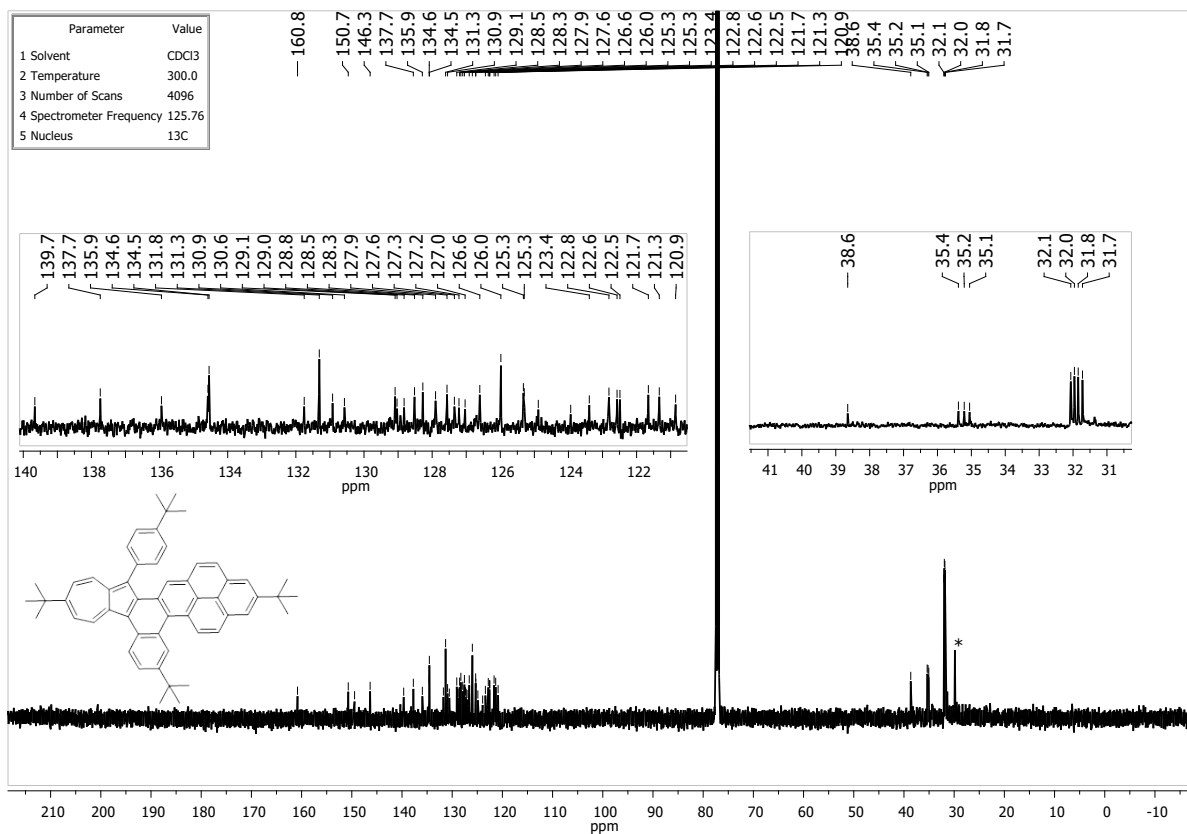 Parameter Value
1 Solvent CDCl3
2 Temperature 300.0
3 Number of Scans 4096
4 Spectrometer Frequency 125.76
5 Nucleus 13C
160.8 150.7 146.3 137.7 135.9 134.6 134.5 131.3 130.9 129.1 128.5 128.3 127.9 127.6 126.6 126.0 125.3 125.3 123.4 122.8 122.6 122.5 121.7 121.3 120.9 38.6 35.4 35.2 35.1 32.1 32.0 31.8 31.7
139.7 137.7 135.9 134.6 134.5 131.8 131.3 130.9 130.6 129.1 129.0 128.8 128.5 128.3 127.9 127.6 127.3 127.2 127.0 126.6 126.0 125.3 125.3 123.4 122.8 122.6 122.5 121.7 121.3 120.9
38.6 35.4 35.2 35.1 32.1 32.0 31.8 31.7
140 138 136 134 132 130 128 126 124 122
ppm
41 40 39 38 37 36 35 34 33 32 31
ppm
*
210 200 190 180 170 160 150 140 130 120 110 100 90 80 70 60 50 40 30 20 10 0 -10
ppm